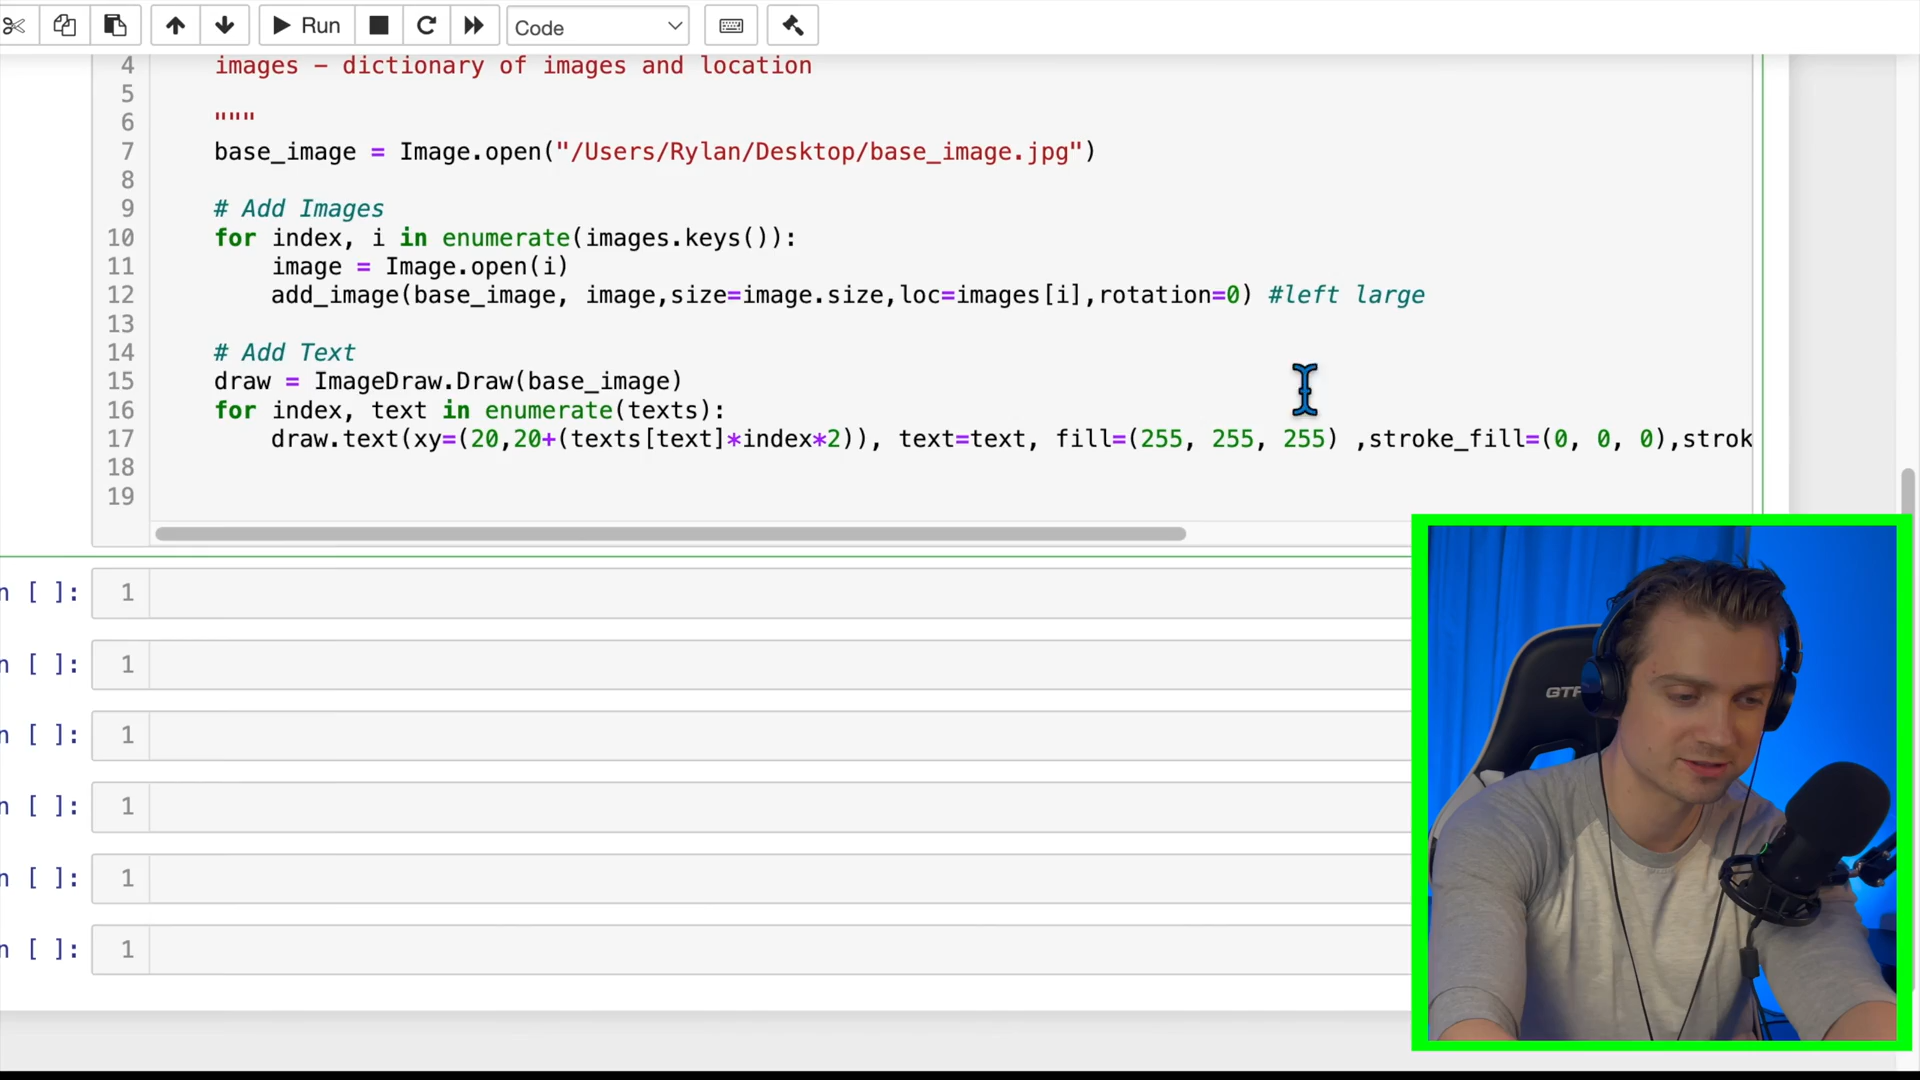 Run
Code
4 images - dictionary of images and location
5
6 """
7 base_image = Image.open("/Users/Rylan/Desktop/base_image.jpg")
8
9 # Add Images
10 for index, i in enumerate(images.keys()):
11 image = Image.open(i)
12 add_image(base_image, image,size=image.size,loc=images[i],rotation=0) #left large
13
14 # Add Text
15 draw = ImageDraw.Draw(base_image)
16 for index, text in enumerate(texts):
17 draw.text(xy=(20,20+(texts[text]*index*2)), text=text, fill=(255, 255, 255) ,stroke_fill=(0, 0, 0),strok
18
19
n [ ]: 1
n [ ]: 1
n [ ]: 1
n [ ]: 1
n [ ]: 1
n [ ]: 1